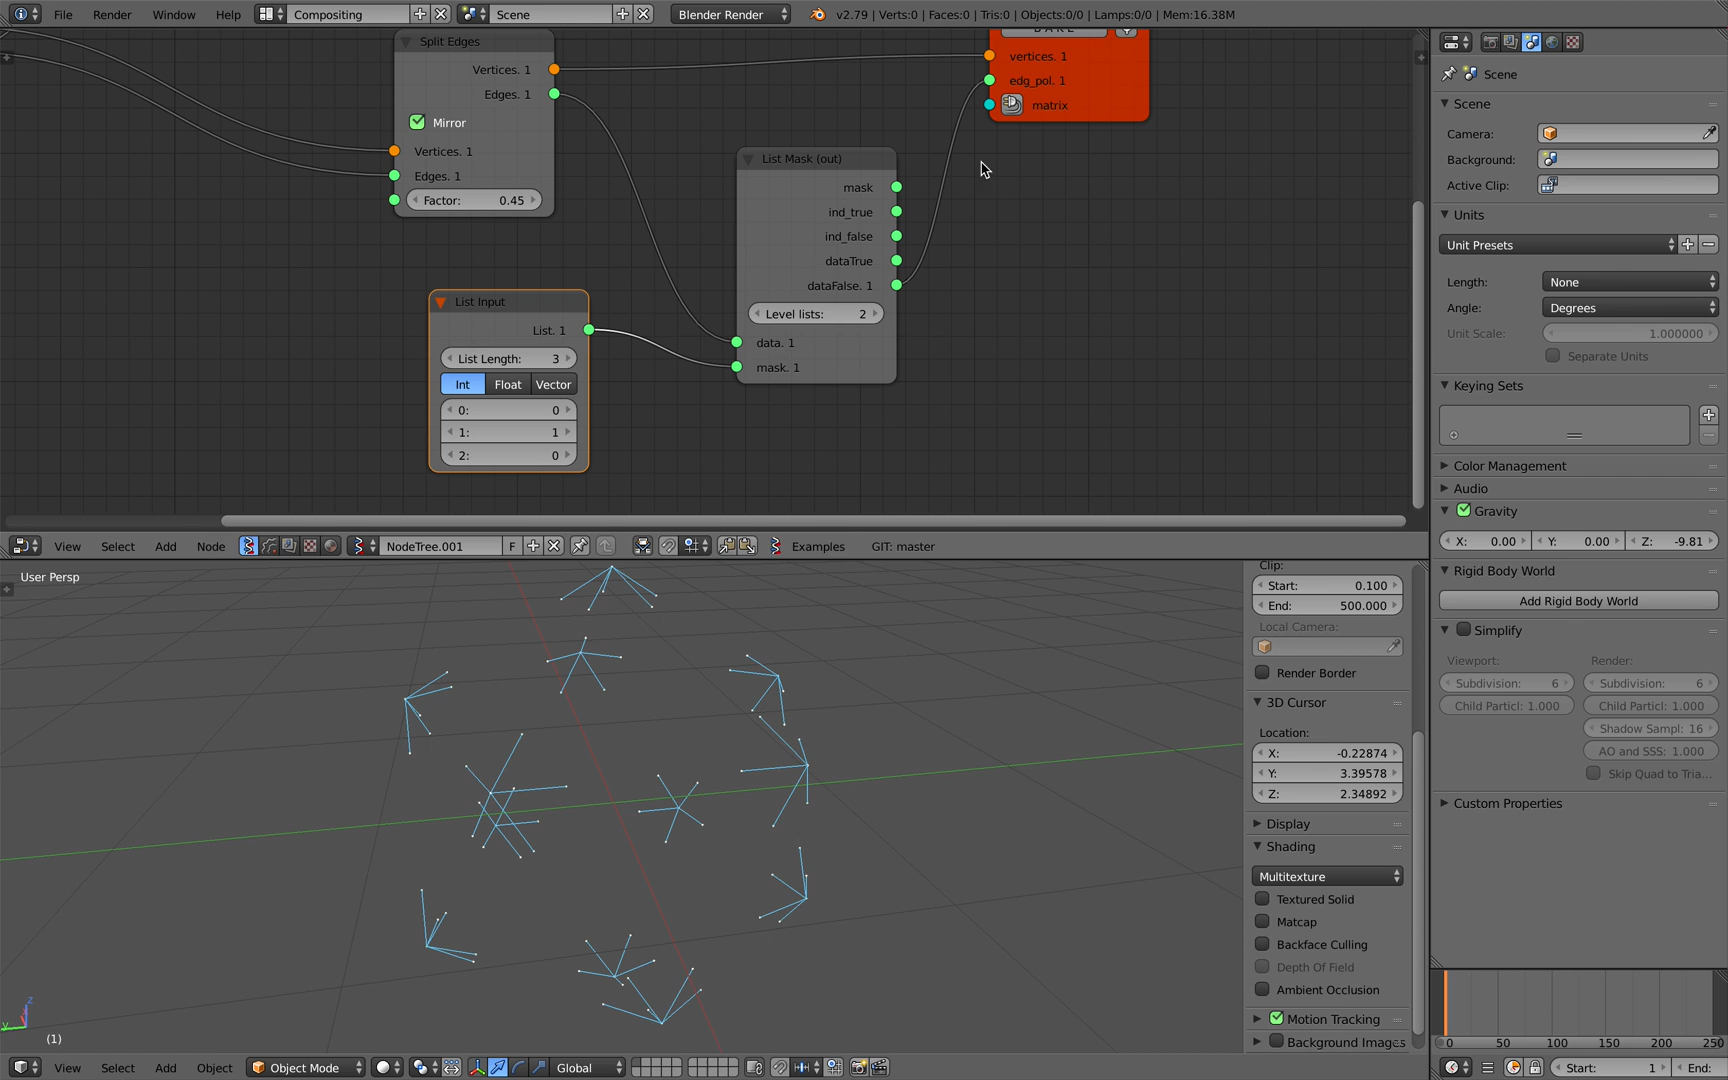 File Render Window Help Compositing Scene Blender Render v2.79 | Verts:0 | Faces:0 | Tris:0 | Objects:0/0 | Lamps:0/0 | Mem:16.38M
Split Edges
Vertices. 1
Edges. 1
Mirror
Vertices. 1
Edges. 1
Factor: 0.45
vertices. 1
edg_pol. 1
matrix
List Mask (out)
mask
ind_true
ind_false
dataTrue
dataFalse. 1
Level lists: 2
data. 1
mask. 1
List Input
List. 1
List Length: 3
Int Float Vector
0: 0
1: 1
2: 0
View Select Add Node NodeTree.001 F Examples GIT: master
User Persp
(1)
Clip:
Start: 0.100
End: 500.000
Local Camera:
Render Border
3D Cursor
Location:
X: -0.22874
Y: 3.39578
Z: 2.34892
Display
Shading
Multitexture
Textured Solid
Matcap
Backface Culling
Depth Of Field
Ambient Occlusion
Motion Tracking
Background Images
View Select Add Object Object Mode Global
Scene
Scene
Camera:
Background:
Active Clip:
Units
Unit Presets
Length: None
Angle: Degrees
Unit Scale: 1.000000
Separate Units
Keying Sets
Color Management
Audio
Gravity
X: 0.00 Y: 0.00 Z: -9.81
Rigid Body World
Add Rigid Body World
Simplify
Viewport: Render:
Subdivision: 6 Subdivision: 6
Child Particl: 1.000 Child Particl: 1.000
Shadow Sampl: 16
AO and SSS: 1.000
Skip Quad to Tria...
Custom Properties
0 50 100 150 200 250
Start: 1 End: